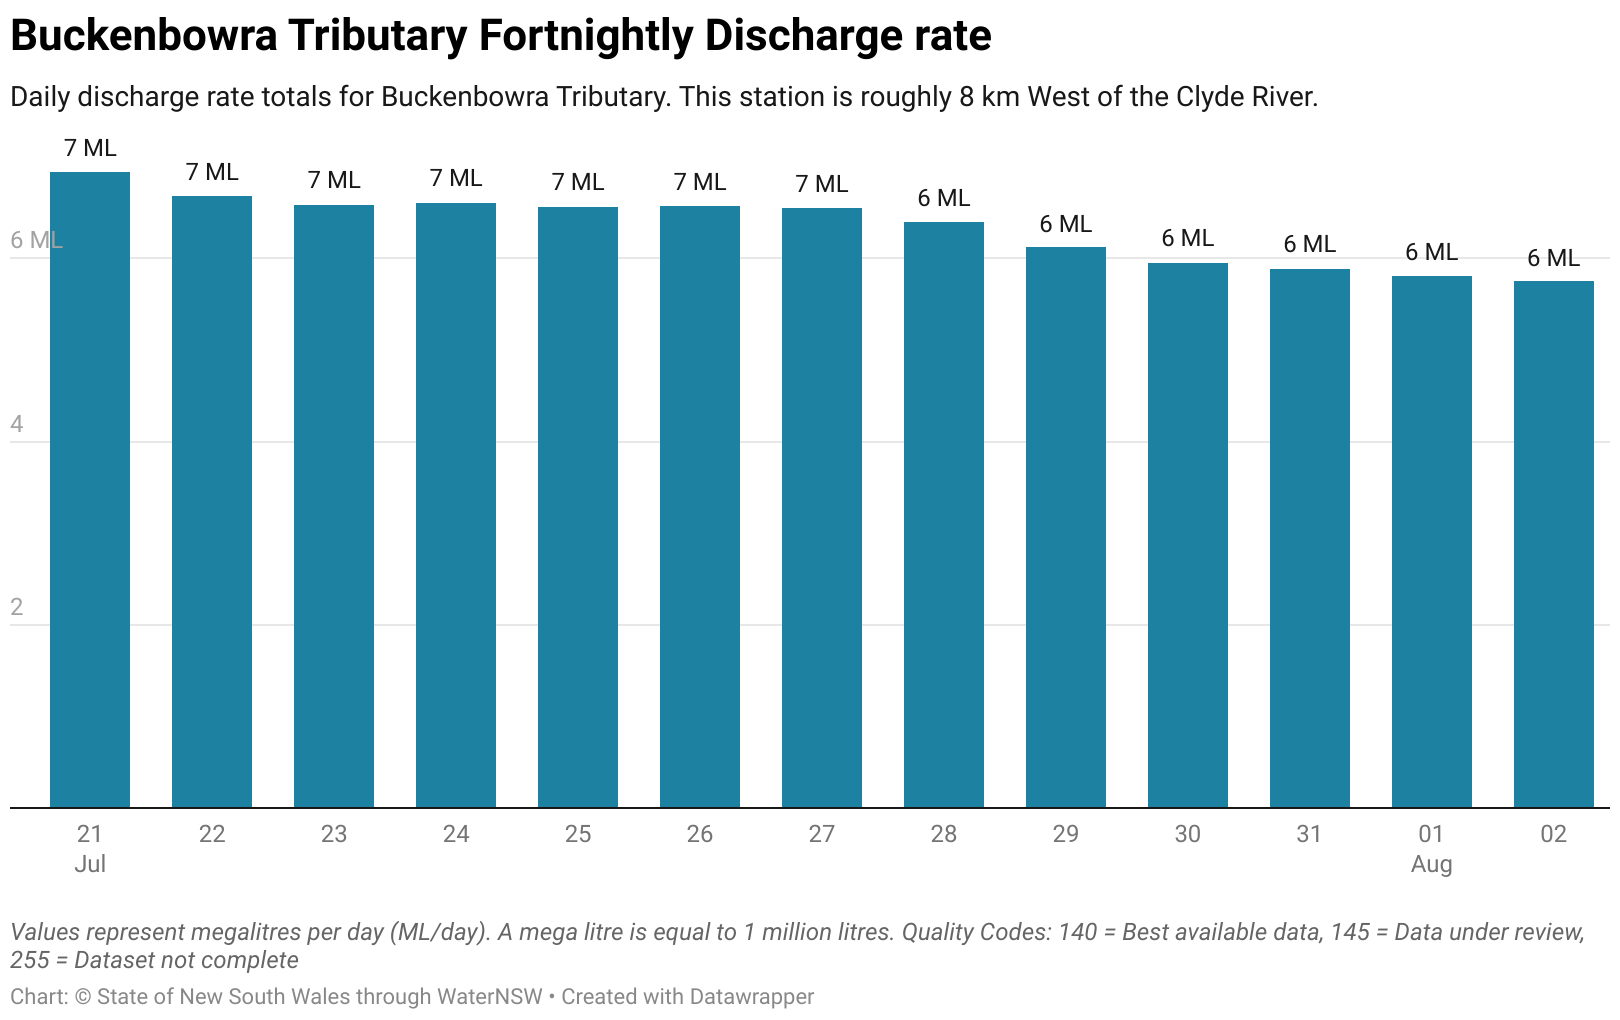 Buckenbowra Tributary Fortnightly Discharge rate
Daily discharge rate totals for Buckenbowra Tributary. This station is roughly 8 km West of the Clyde River.
7 ML
7 ML
7 ML
7 ML
7 ML
7 ML
7 ML
6 ML
6 ML
6 ML
6 ML
6 ML
6 ML
6 ML
4
2
21 22 23 24 25 26 27 28 29 30 31 01 02
Jul Aug
Values represent megalitres per day (ML/day). A mega litre is equal to 1 million litres. Quality Codes: 140 = Best available data, 145 = Data under review,
255 = Dataset not complete
Chart: © State of New South Wales through WaterNSW • Created with Datawrapper